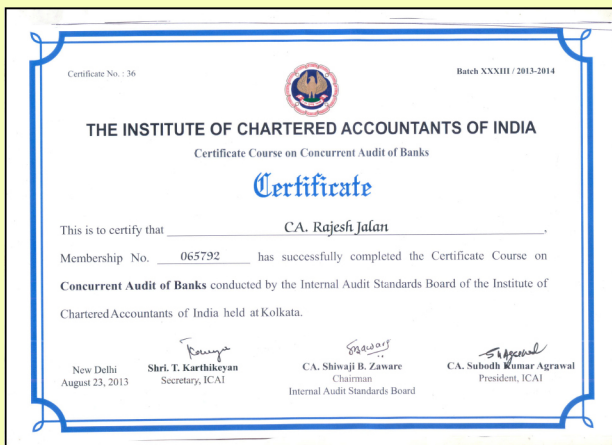 Certificate No. : 36
Batch XXXIII / 2013-2014
THE INSTITUTE OF CHARTERED ACCOUNTANTS OF INDIA
Certificate Course on Concurrent Audit of Banks
Certificate
This is to certify that CA. Rajesh Jalan,
Membership No. 065792 has successfully completed the Certificate Course on
Concurrent Audit of Banks conducted by the Internal Audit Standards Board of the Institute of
Chartered Accountants of India held at Kolkata.
New Delhi
August 23, 2013
Shri. T. Karthikeyan
Secretary, ICAI
CA. Shiwaji B. Zaware
Chairman
Internal Audit Standards Board
CA. Subodh Kumar Agrawal
President, ICAI